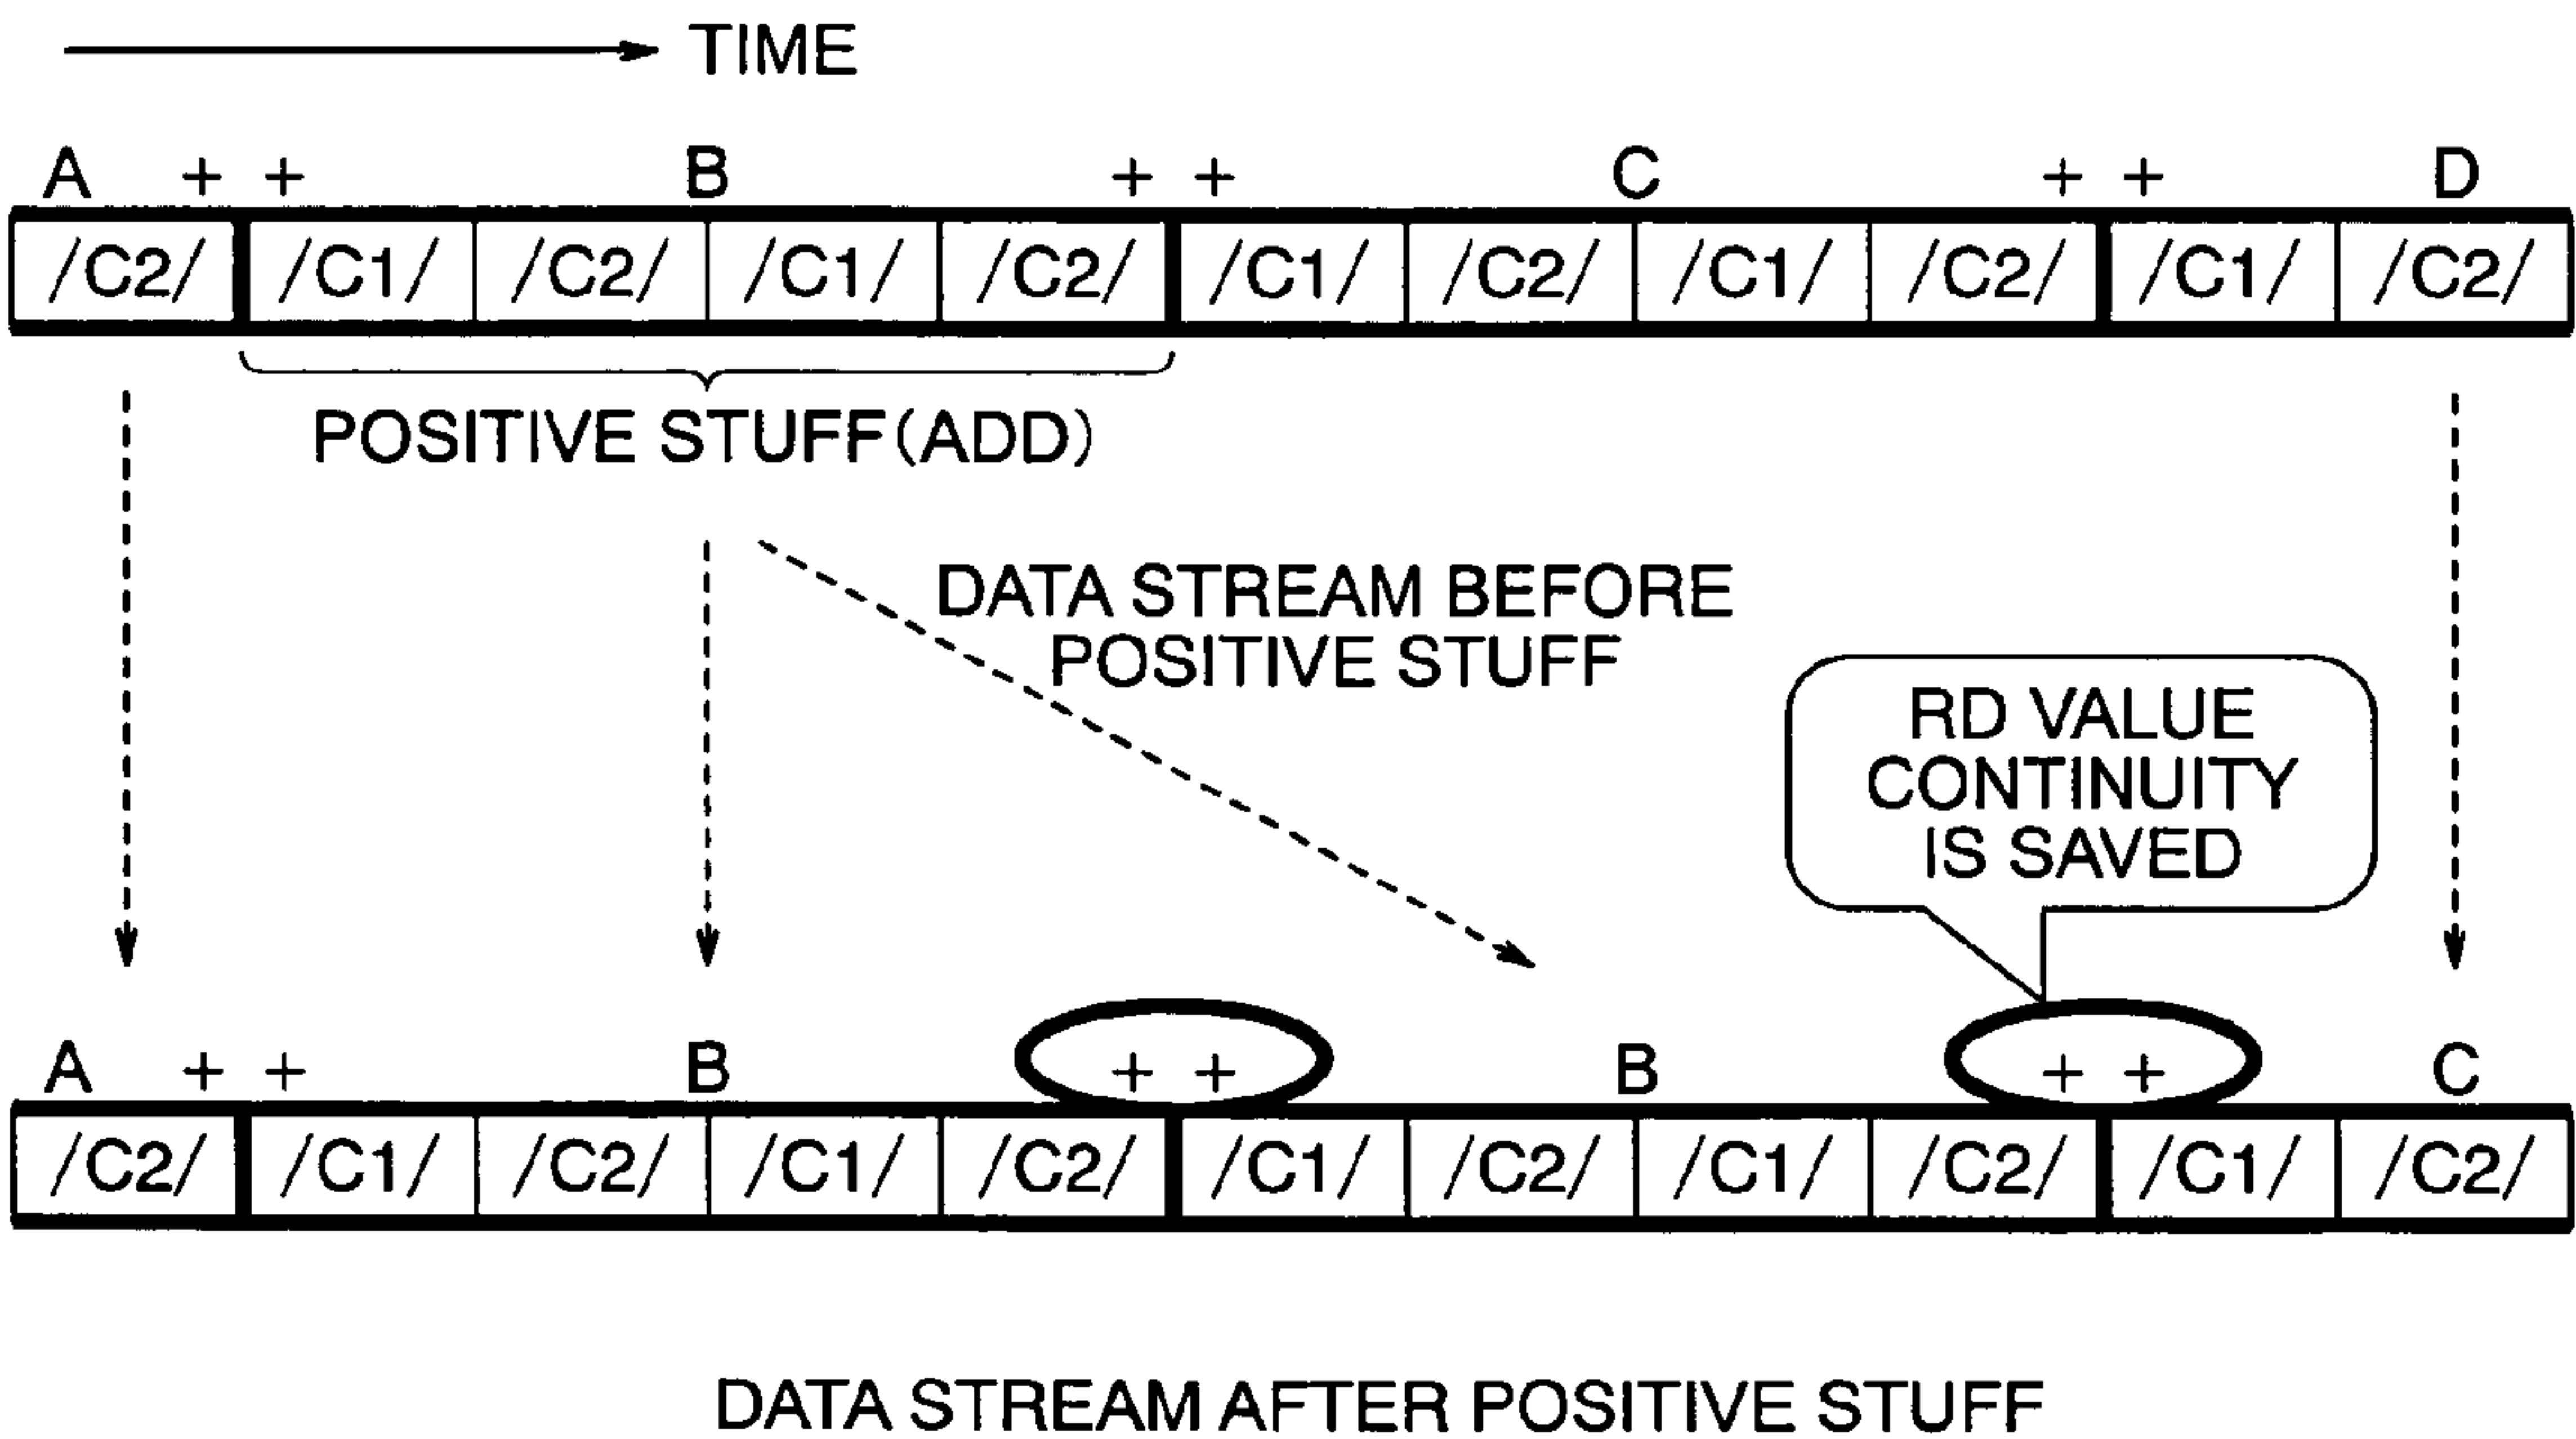 TIME
A + + B + + C + + D
/C2/ /C1/ /C2/ /C1/ /C2/ /C1/ /C2/ /C1/ /C2/ /C1/ /C2/
POSITIVE STUFF(ADD)
DATA STREAM BEFORE
POSITIVE STUFF
RD VALUE
CONTINUITY
IS SAVED
A + + B + + B + + C
/C2/ /C1/ /C2/ /C1/ /C2/ /C1/ /C2/ /C1/ /C2/ /C1/ /C2/
DATA STREAM AFTER POSITIVE STUFF